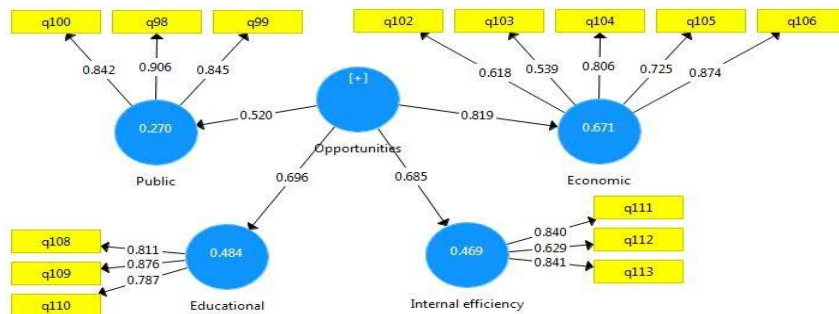 q100 q98 q99 q102 q103 q104 q105 q106
0.842 0.906 0.845 0.618 0.539 0.806 0.725 0.874
[+]
0.270 0.520 0.819 0.671
Public Opportunities Economic
0.696 0.685
q108 0.811 0.484 0.469 0.840 q111
q109 0.876 0.629 q112
q110 0.787 0.841 q113
Educational Internal efficiency